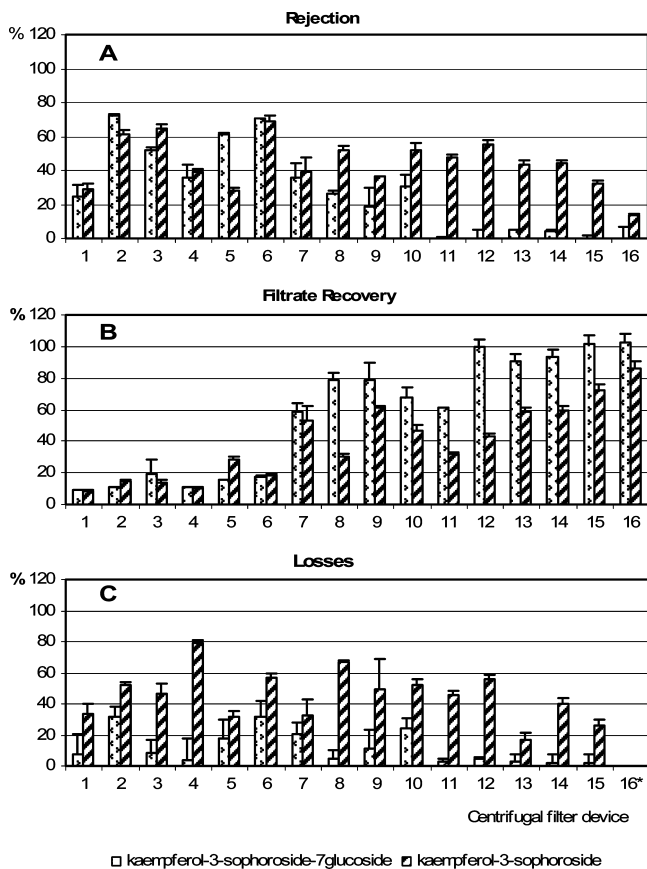 Rejection
% 120
A
100
80
60
40
20
0
1 2 3 4 5 6 7 8 9 10 11 12 13 14 15 16
Filtrate Recovery
% 120
B
100
80
60
40
20
0
1 2 3 4 5 6 7 8 9 10 11 12 13 14 15 16
Losses
% 120
C
100
80
60
40
20
0
1 2 3 4 5 6 7 8 9 10 11 12 13 14 15 16*
Centrifugal filter device
kaempferol-3-sophoroside-7glucoside kaempferol-3-sophoroside